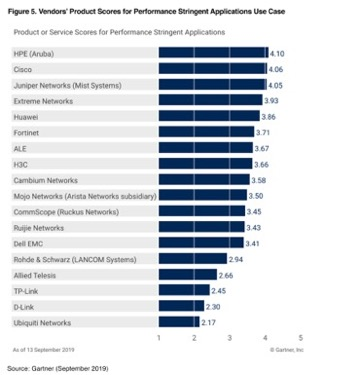 Figure 5. Vendors' Product Scores for Performance Stringent Applications Use Case
Product or Service Scores for Performance Stringent Applications
HPE (Aruba) 4.10
Cisco 4.06
Juniper Networks (Mist Systems) 4.05
Extreme Networks 3.93
Huawei 3.86
Fortinet 3.71
ALE 3.67
H3C 3.66
Cambium Networks 3.58
Mojo Networks (Arista Networks subsidiary) 3.50
CommScope (Ruckus Networks) 3.45
Ruijie Networks 3.43
Dell EMC 3.41
Rohde & Schwarz (LANCOM Systems) 2.94
Allied Telesis 2.66
TP-Link 2.45
D-Link 2.30
Ubiquiti Networks 2.17
1 2 3 4 5
As of 13 September 2019 © Gartner, Inc
Source: Gartner (September 2019)